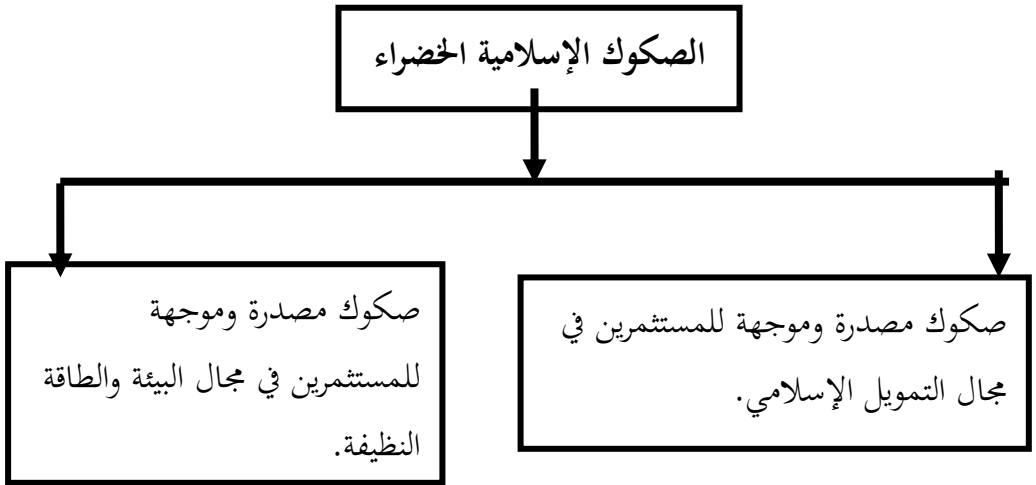 الصكوك الإسلامية الخضراء
صكوك مصدرة وموجهة للمستثمرين في
مجال التمويل الإسلامي.
صكوك مصدرة وموجهة
للمستثمرين في مجال البيئة والطاقة
النظيفة.